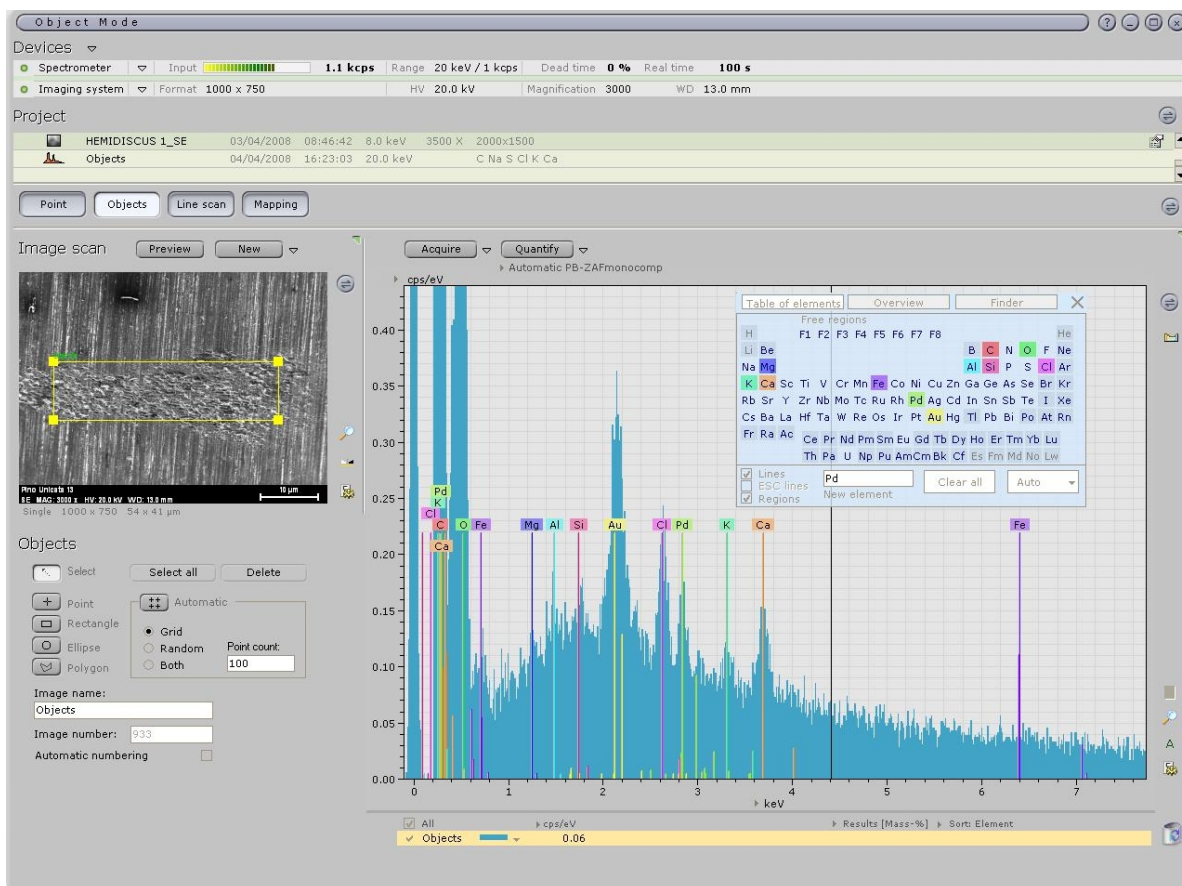 Object Mode
Devices
Spectrometer Input 1.1 kcps Range 20 keV / 1 kcps Dead time 0 % Real time 100 s
Imaging system Format 1000 x 750 HV 20.0 kV Magnification 3000 WD 13.0 mm
Project
HEMIDISCUS 1_SE 03/04/2008 08:46:42 8.0 keV 3500 X 2000x1500
Objects 04/04/2008 16:23:03 20.0 keV C Na S Cl K Ca
Point Objects Line scan Mapping
Image scan Preview New
Pino Unicats 13
SE MAG: 3000 x HV: 20.0 kV WD: 13.0 mm 10 µm
Single 1000 x 750 54 x 41 µm
Objects
Select Select all Delete
Point Automatic
Rectangle
Ellipse
Polygon
Grid
Random
Both
Point count:
100
Image name:
Objects
Image number: 933
Automatic numbering
Acquire Quantify
Automatic PB-ZAFmonocomp
cps/eV
0.40
0.35
0.30
0.25
0.20
0.15
0.10
0.05
0.00
Pd
K
Cl
C O Fe Mg Al Si Au Cl Pd K Ca Fe
Ca
0 1 2 3 4 5 6 7
keV
Table of elements Overview Finder
Free regions
H F1 F2 F3 F4 F5 F6 F7 F8 He
Li Be B C N O F Ne
Na Mg Al Si P S Cl Ar
K Ca Sc Ti V Cr Mn Fe Co Ni Cu Zn Ga Ge As Se Br Kr
Rb Sr Y Zr Nb Mo Tc Ru Rh Pd Ag Cd In Sn Sb Te I Xe
Cs Ba La Hf Ta W Re Os Ir Pt Au Hg Tl Pb Bi Po At Rn
Fr Ra Ac Ce Pr Nd Pm Sm Eu Gd Tb Dy Ho Er Tm Yb Lu
Th Pa U Np Pu Am Cm Bk Cf Es Fm Md No Lw
Lines
ESC lines
Regions
Pd
New element
Clear all Auto
A
All cps/eV Results [Mass-%] Sort: Element
Objects 0.06